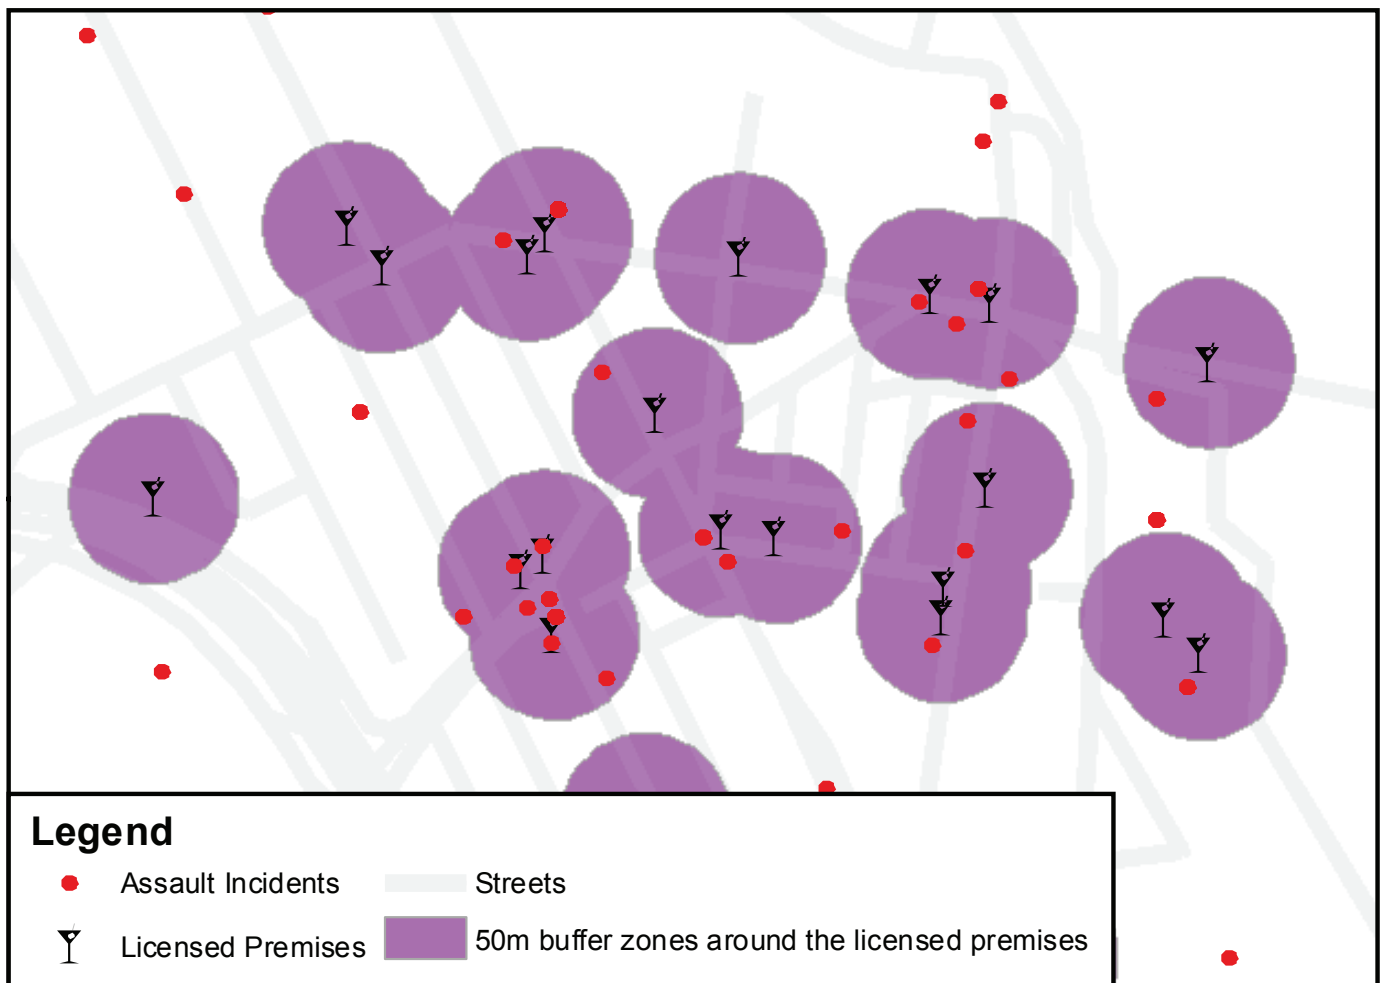 Legend
Assault Incidents
Streets
Licensed Premises
50m buffer zones around the licensed premises